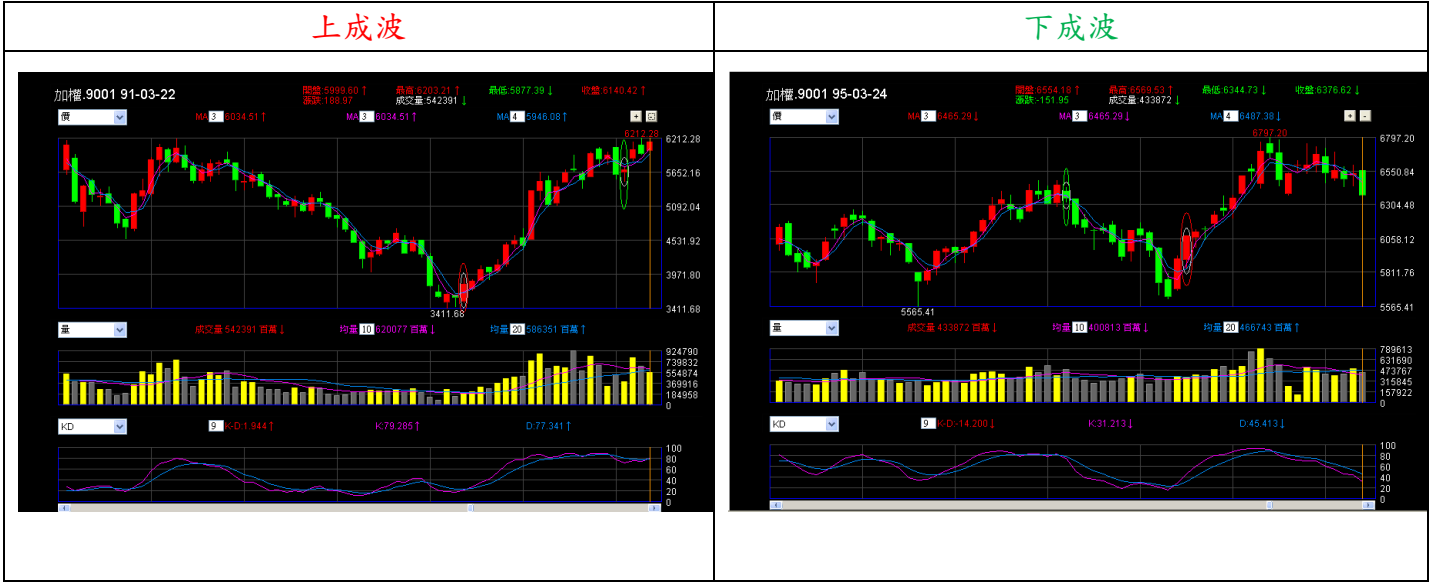 上成波
下成波
加權.9001 91-03-22
開盤:5999.60↑ 最高:6203.21↑ 最低:5877.39↓ 收盤:6140.42↑
漲跌:188.97 成交量:542391↓
價 MA 3 6034.51↑ MA 3 6034.51↑ MA 4 5946.08↑ + -
6212.28
6212.28
5652.16
5092.04
4531.92
3971.80
3411.68
3411.68
量 成交量 542391 百萬↓ 均量 10 620077 百萬↓ 均量 20 586351 百萬↑
924790
739832
554874
369916
184958
0
KD 9 K-D:1.944↑ K:79.285↑ D:77.341↑
100
80
60
40
20
0
加權.9001 95-03-24
開盤:6554.18↑ 最高:6569.53↑ 最低:6344.73↓ 收盤:6376.62↓
漲跌:-151.95 成交量:433872↓
價 MA 3 6465.29↓ MA 3 6465.29↓ MA 4 6487.38↓ + -
6797.20
6797.20
6550.84
6304.48
6058.12
5811.76
5565.41
5565.41
量 成交量 433872 百萬↓ 均量 10 400813 百萬↓ 均量 20 466743 百萬↑
789613
631690
473767
315845
157922
0
KD 9 K-D:-14.200↓ K:31.213↓ D:45.413↓
100
80
60
40
20
0